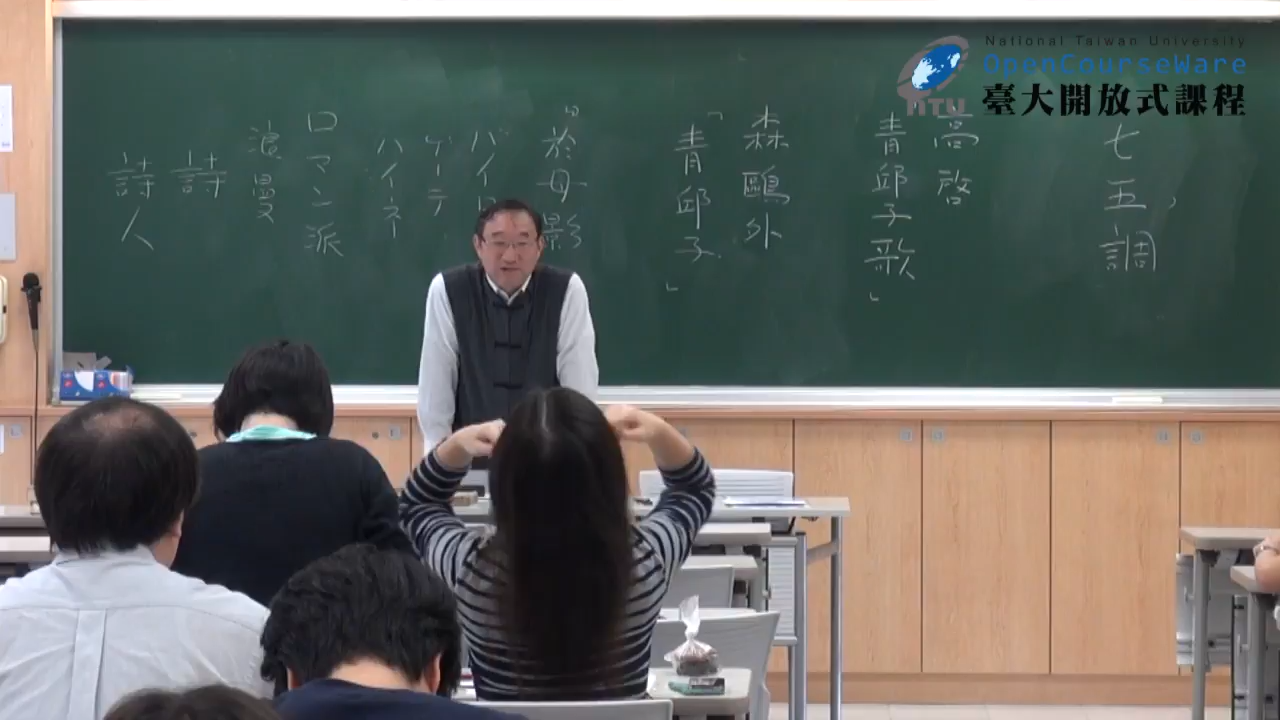 National Taiwan University
OpenCourseWare
臺大開放式課程
NTU
七五調
高啓
青邱子歌」
森鷗外
「青邱子」
於母影
バイロ
ゲーテ
ハイネ
ロマン派
浪曼
詩
詩人